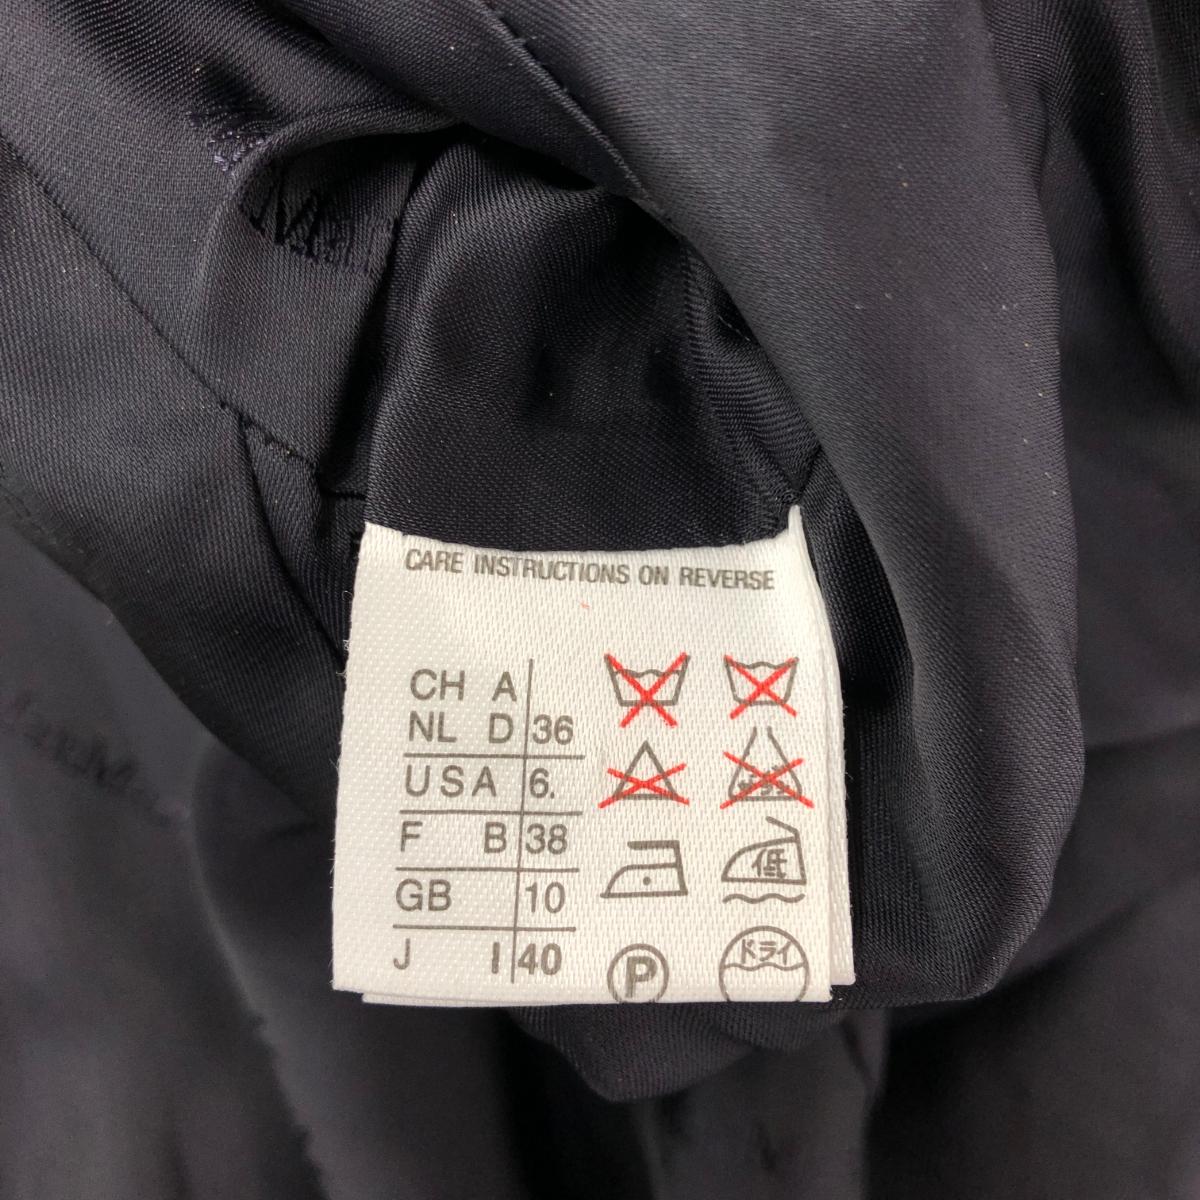 CARE INSTRUCTIONS ON REVERSE
CH A
NL D 36
USA 6.
F B 38
GB 10
J I 40
低
P
ドライ